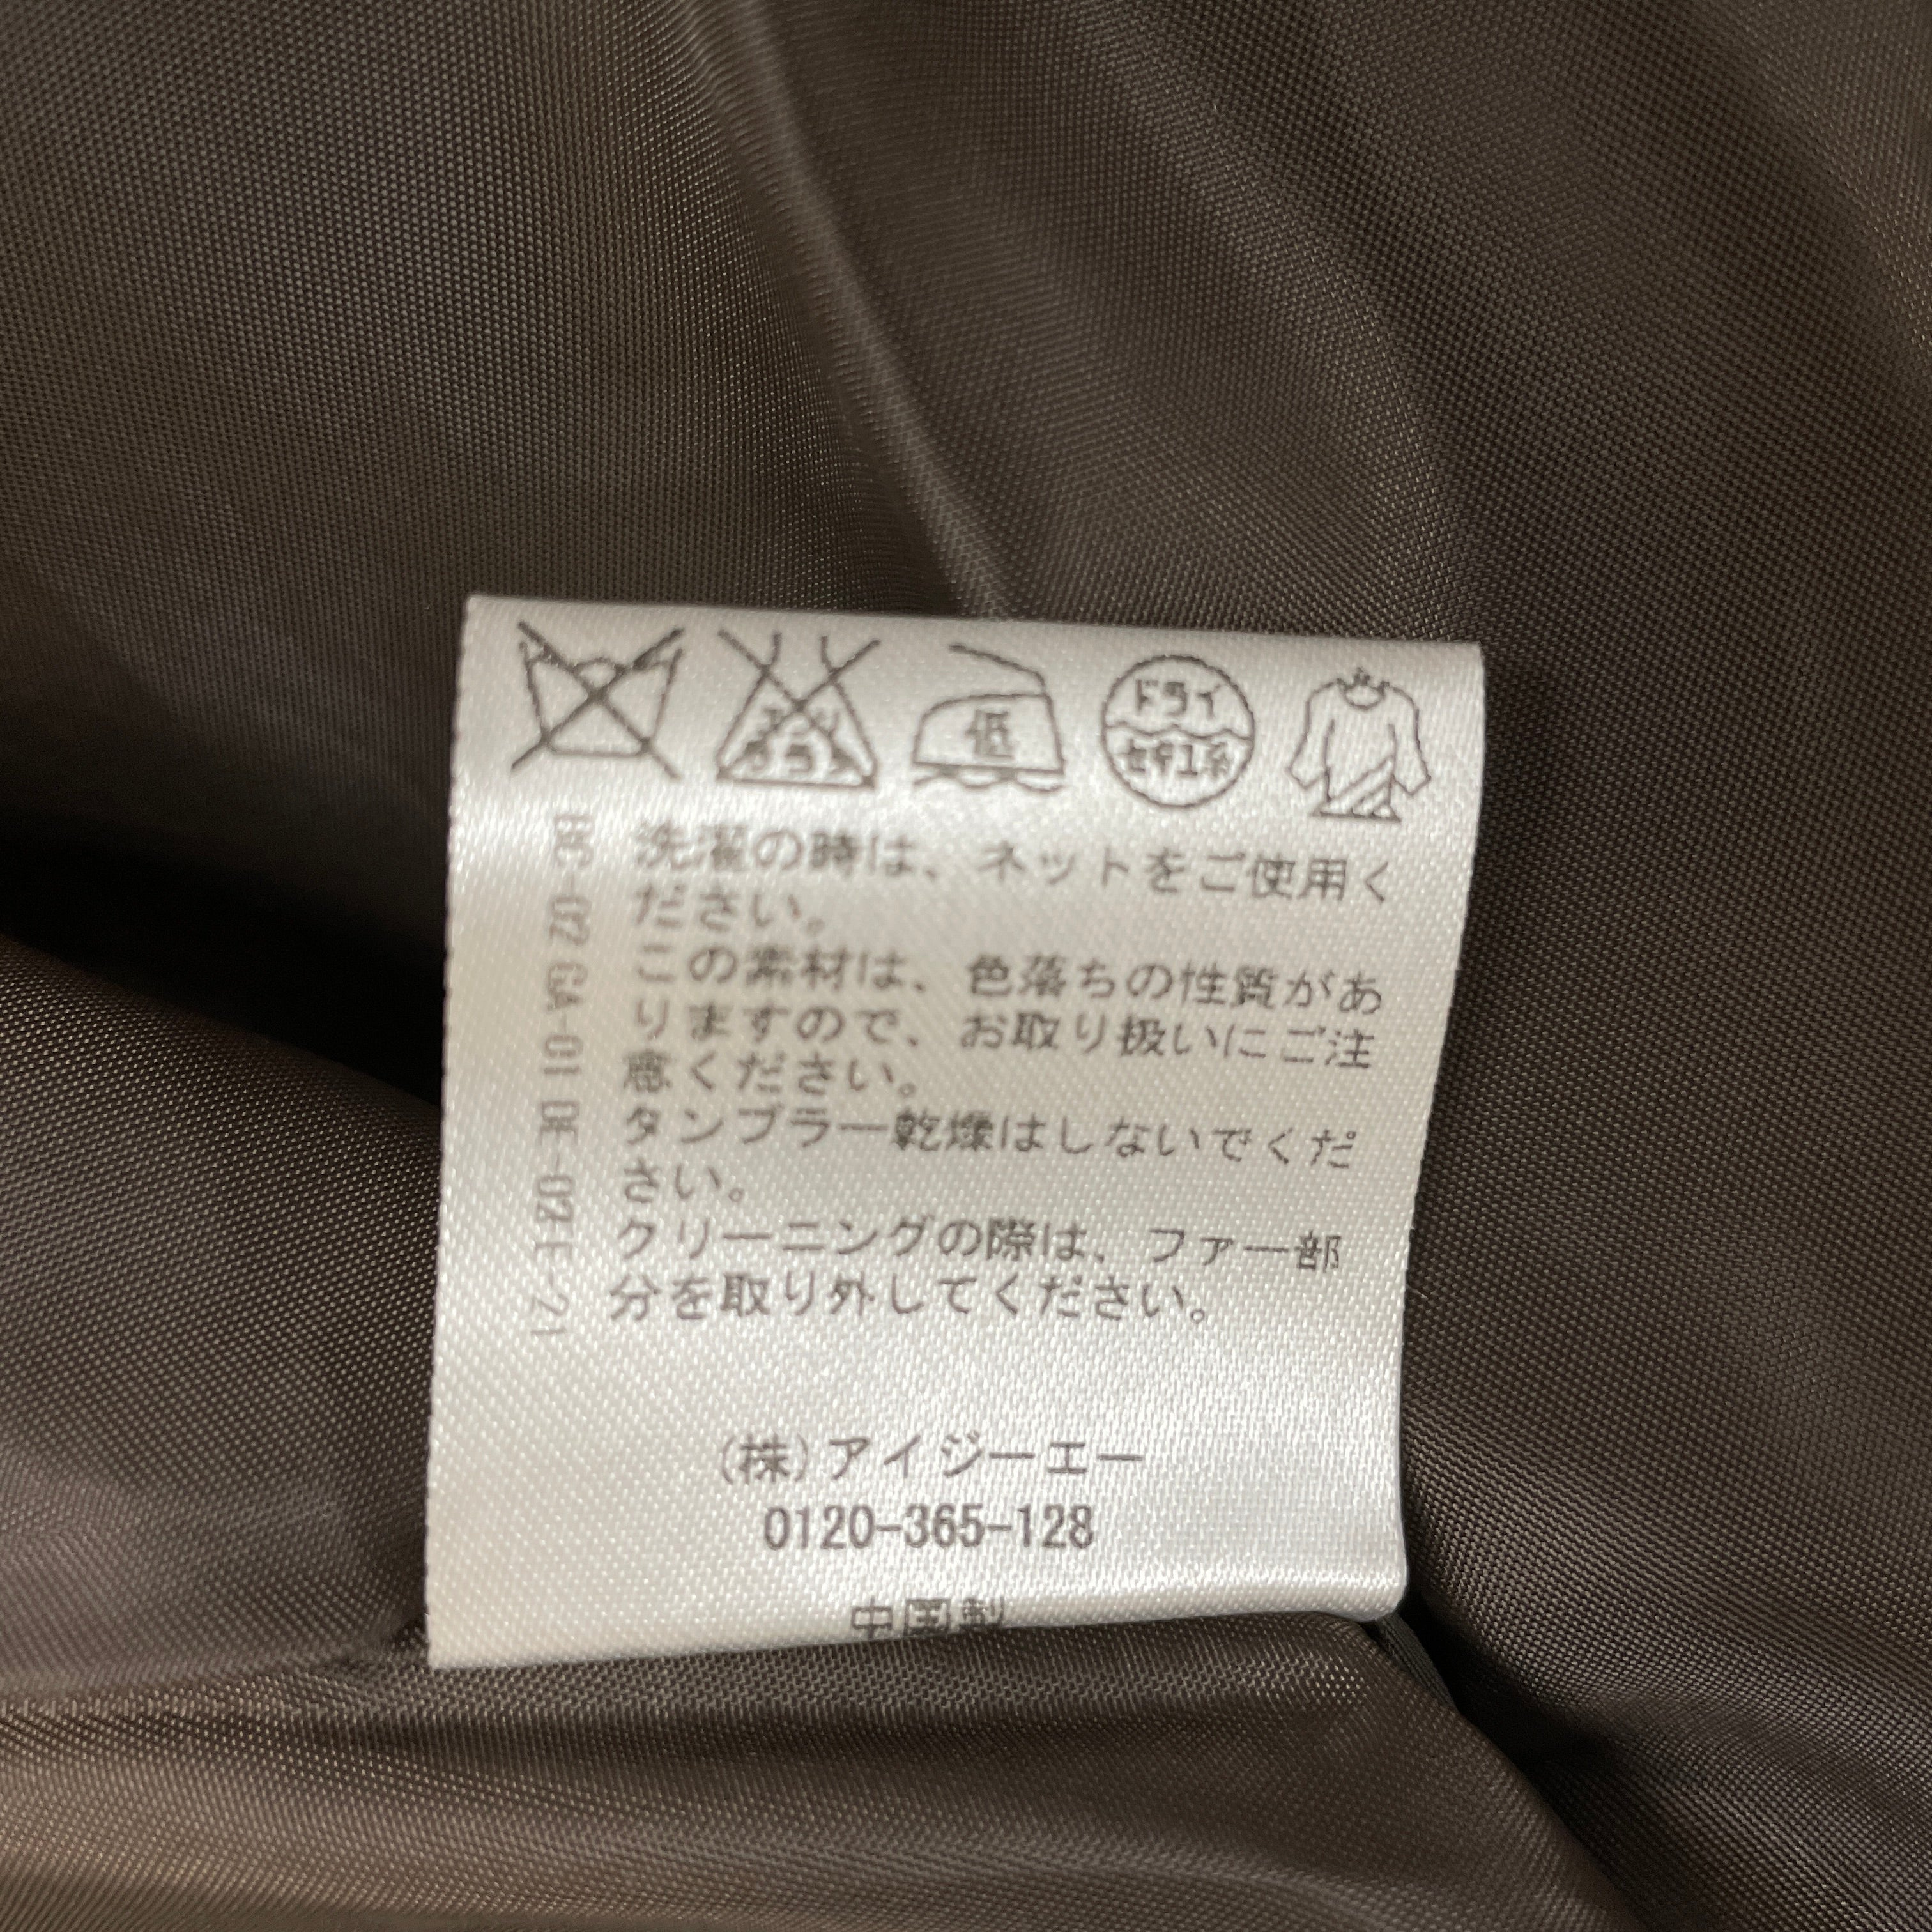 低
ドライ
セキユ系
洗濯の時は、ネットをご使用く
ださい。
この素材は、色落ちの性質があ
りますので、お取り扱いにご注
意ください。
タンブラー乾燥はしないでくだ
さい。
クリーニングの際は、ファー部
分を取り外してください。
(株)アイジーエー
0120-365-128
中国製